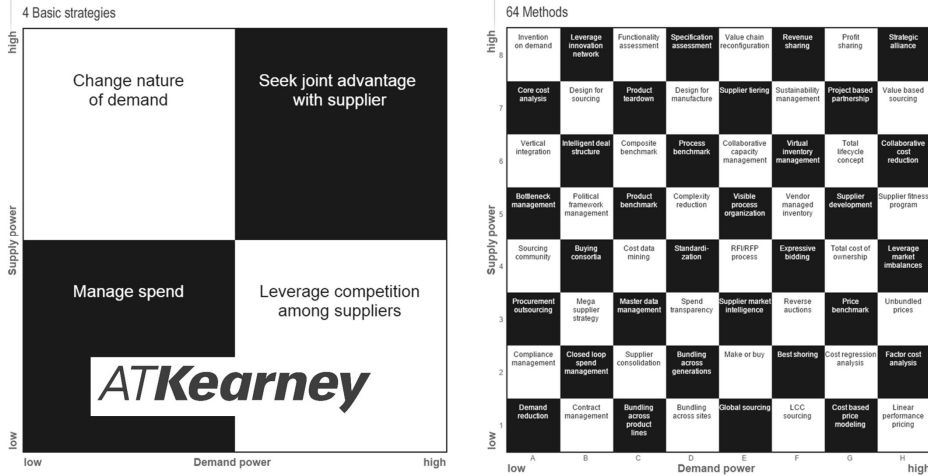 4 Basic strategies
high
Supply power
low
Change nature
of demand
Seek joint advantage
with supplier
Manage spend
Leverage competition
among suppliers
ATKearney
low
Demand power
high
64 Methods
high
Supply power
low
8
Invention
on demand
Leverage
innovation
network
Functionality
assessment
Specification
assessment
Value chain
reconfiguration
Revenue
sharing
Profit
sharing
Strategic
alliance
7
Core cost
analysis
Design for
sourcing
Product
teardown
Design for
manufacture
Supplier tiering
Sustainability
management
Project based
partnership
Value based
sourcing
6
Vertical
integration
Intelligent deal
structure
Composite
benchmark
Process
benchmark
Collaborative
capacity
management
Virtual
inventory
management
Total
lifecycle
concept
Collaborative
cost
reduction
5
Bottleneck
management
Political
framework
management
Product
benchmark
Complexity
reduction
Visible
process
organization
Vendor
managed
inventory
Supplier
development
Supplier fitness
program
4
Sourcing
community
Buying
consortia
Cost data
mining
Standardi-
zation
RFI/RFP
process
Expressive
bidding
Total cost of
ownership
Leverage
market
imbalances
3
Procurement
outsourcing
Mega
supplier
strategy
Master data
management
Spend
transparency
Supplier market
intelligence
Reverse
auctions
Price
benchmark
Unbundled
prices
2
Compliance
management
Closed loop
spend
management
Supplier
consolidation
Bundling
across
generations
Make or buy
Best shoring
Cost regression
analysis
Factor cost
analysis
1
Demand
reduction
Contract
management
Bundling
across
product
lines
Bundling
across sites
Global sourcing
LCC
sourcing
Cost based
price
modeling
Linear
performance
pricing
A B C D E F G H
low
Demand power
high